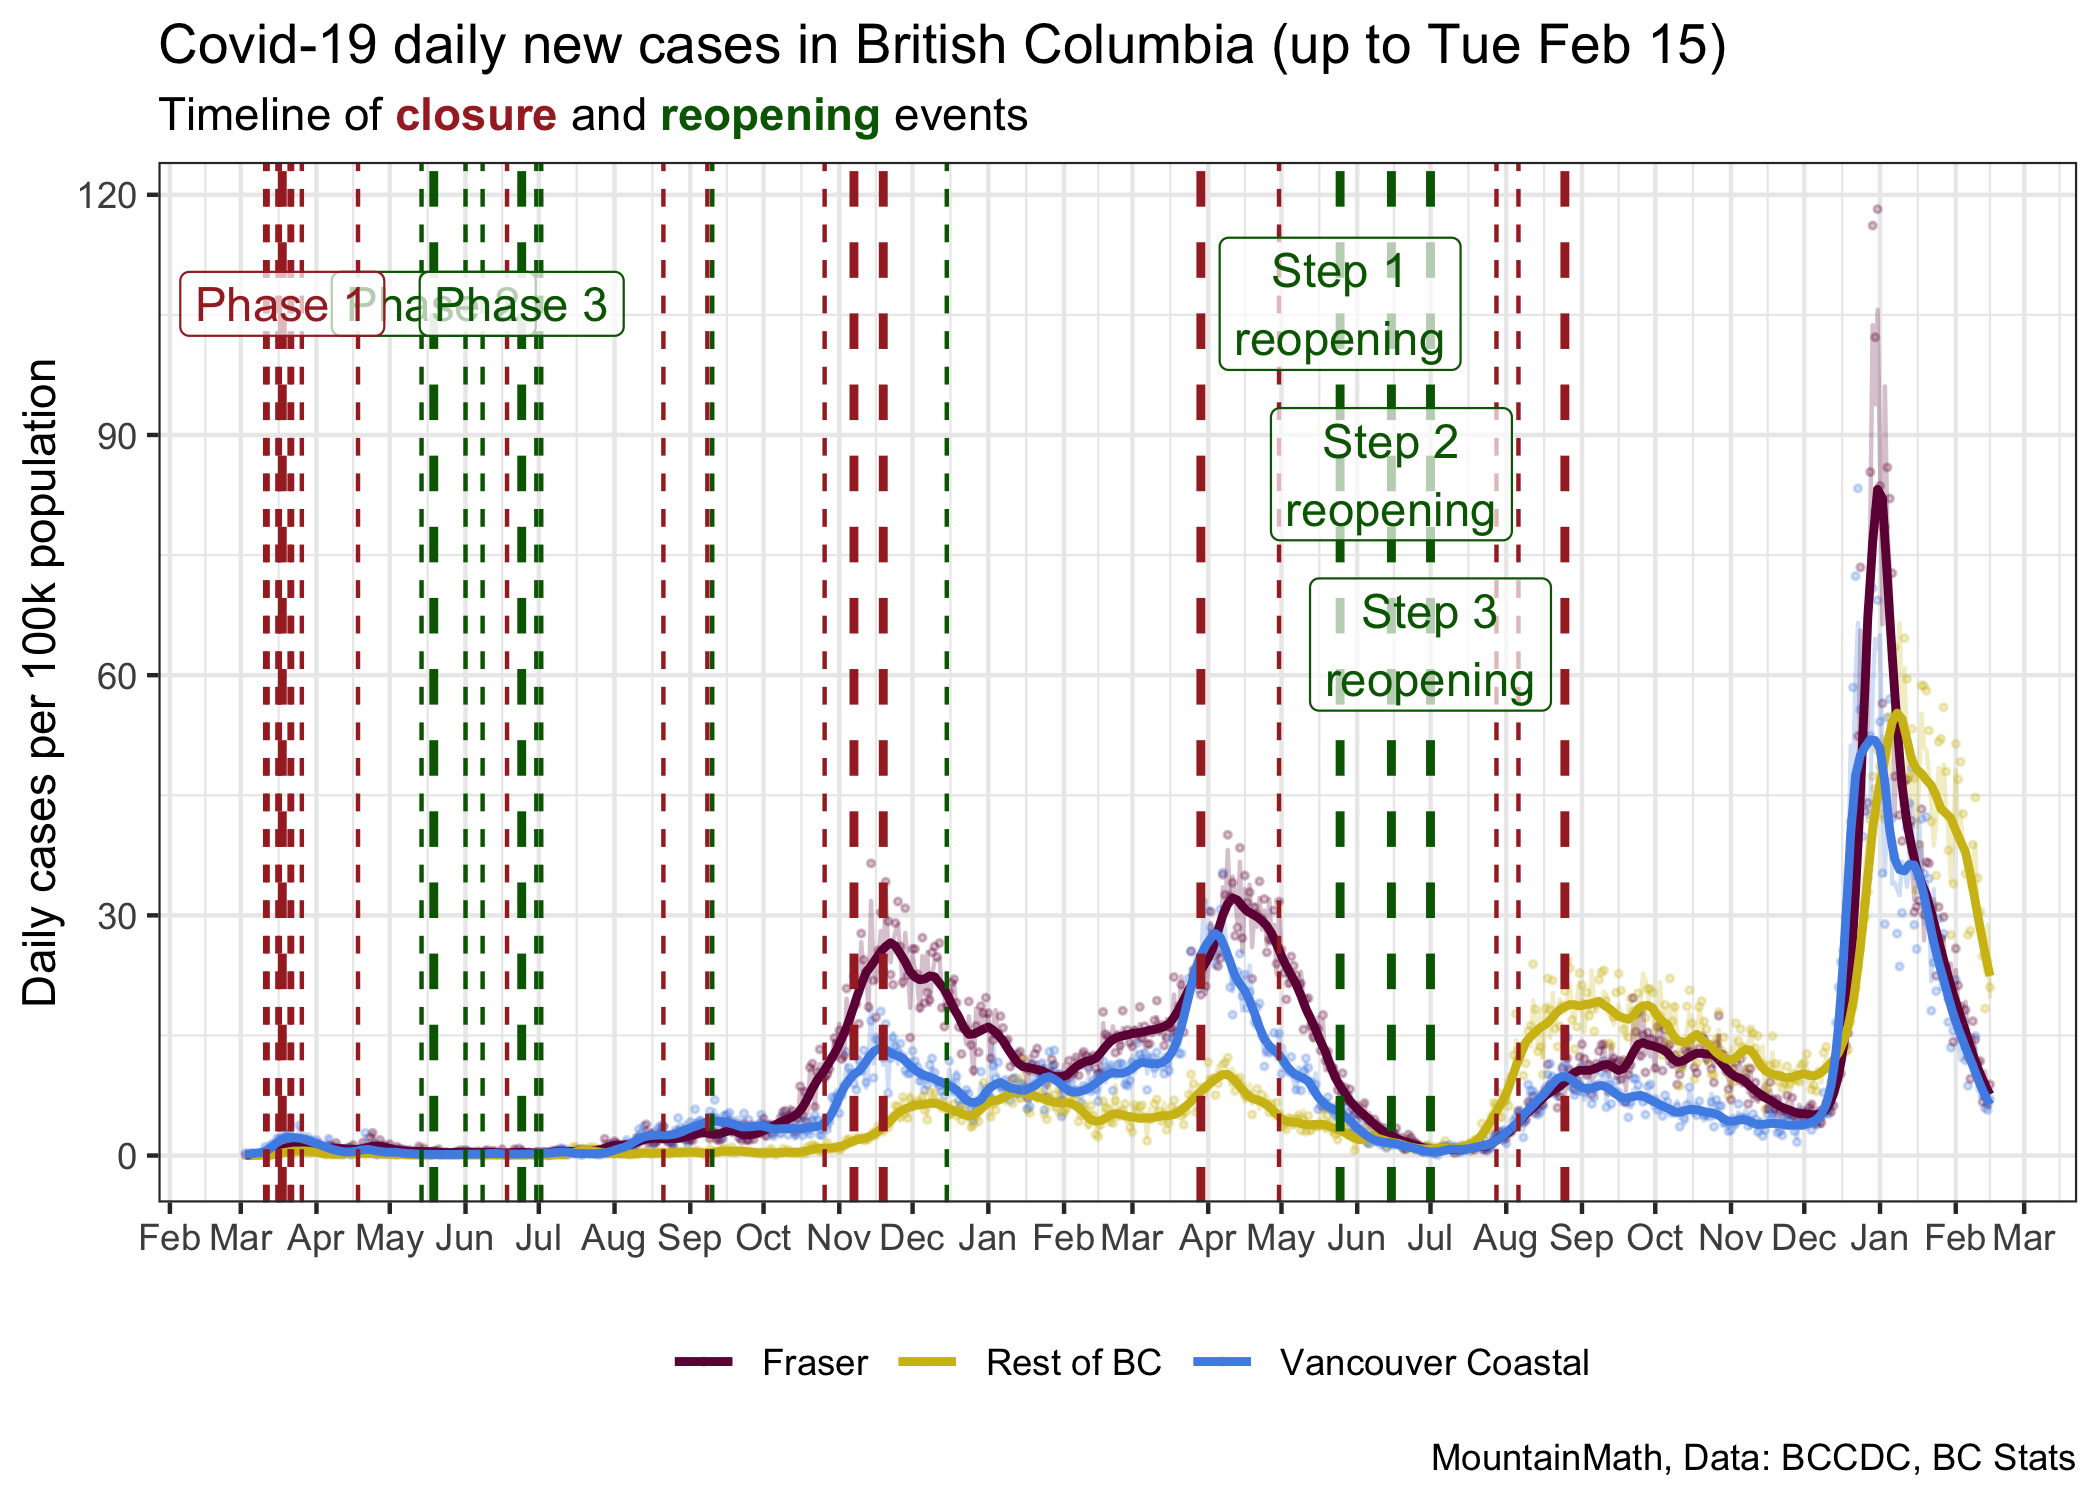 Covid-19 daily new cases in British Columbia (up to Tue Feb 15)
Timeline of closure and reopening events
Daily cases per 100k population
120
90
60
30
0
Phase 1
Phase 2
Phase 3
Step 1
reopening
Step 2
reopening
Step 3
reopening
Feb Mar Apr May Jun Jul Aug Sep Oct Nov Dec Jan Feb Mar Apr May Jun Jul Aug Sep Oct Nov Dec Jan Feb Mar
Fraser Rest of BC Vancouver Coastal
MountainMath, Data: BCCDC, BC Stats